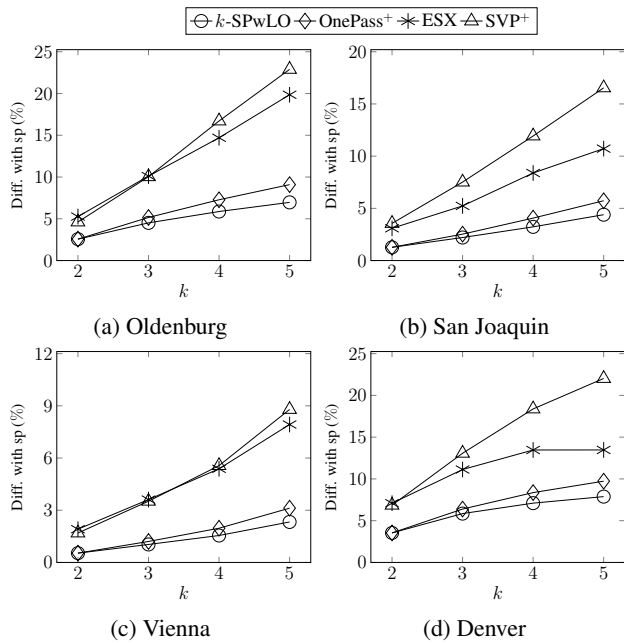 k-SPwLO OnePass+ ESX SVP+
25
20
15
10
5
0
2 3 4 5
k
Diff. with sp (%)
(a) Oldenburg
20
15
10
5
0
2 3 4 5
k
Diff. with sp (%)
(b) San Joaquin
12
9
6
3
0
2 3 4 5
k
Diff. with sp (%)
(c) Vienna
25
20
15
10
5
0
2 3 4 5
k
Diff. with sp (%)
(d) Denver